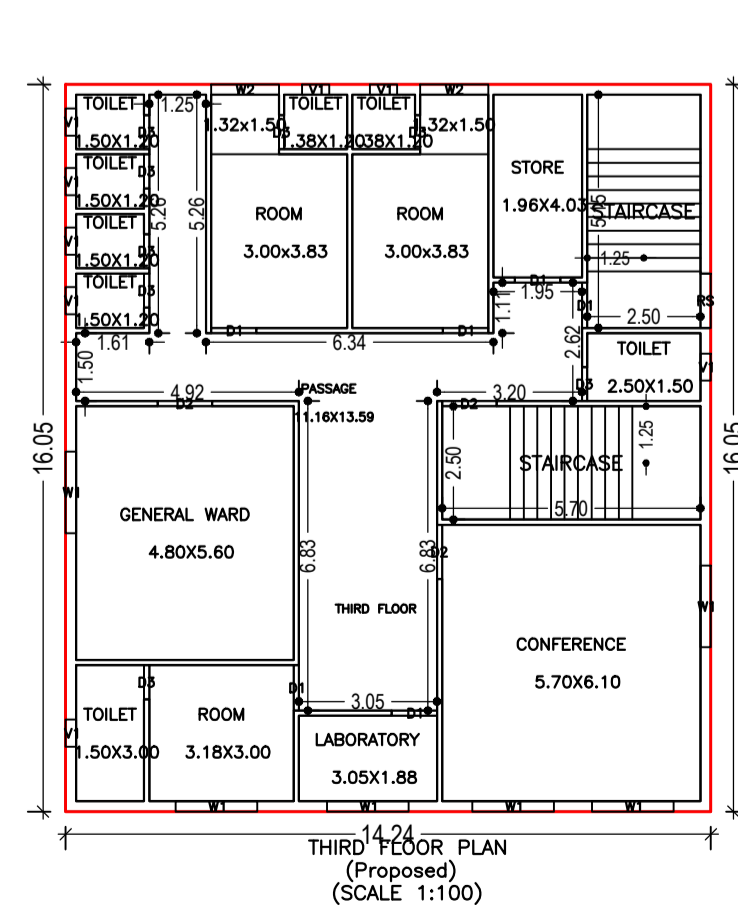 W2
V1
V1
W2
TOILET
1.25
TOILET
TOILET
V1
D3
1.50X1.20
1.32x1.50
D3
1.38X1.20
1.38X1.20
D3
1.32x1.50
TOILET
V1
D3
1.50X1.20
5.26
5.26
STORE
1.96X4.03
STAIRCASE
1.25
TOILET
V1
D3
1.50X1.20
ROOM
3.00x3.83
ROOM
3.00x3.83
TOILET
V1
D3
1.50X1.20
D1
1.95
D1
RS
2.50
D1
D1
1.61
6.34
2.62
TOILET
2.50X1.50
V1
1.50
4.92
PASSAGE
11.16X13.59
3.20
D3
D2
D2
16.05
16.05
2.50
STAIRCASE
1.25
5.70
W1
GENERAL WARD
4.80X5.60
6.83
6.83
D2
THIRD FLOOR
W1
CONFERENCE
5.70X6.10
D3
D1
3.05
D1
TOILET
1.50X3.00
V1
ROOM
3.18X3.00
LABORATORY
3.05X1.88
W1
W1
W1
W1
14.24
THIRD FLOOR PLAN
(Proposed)
(SCALE 1:100)